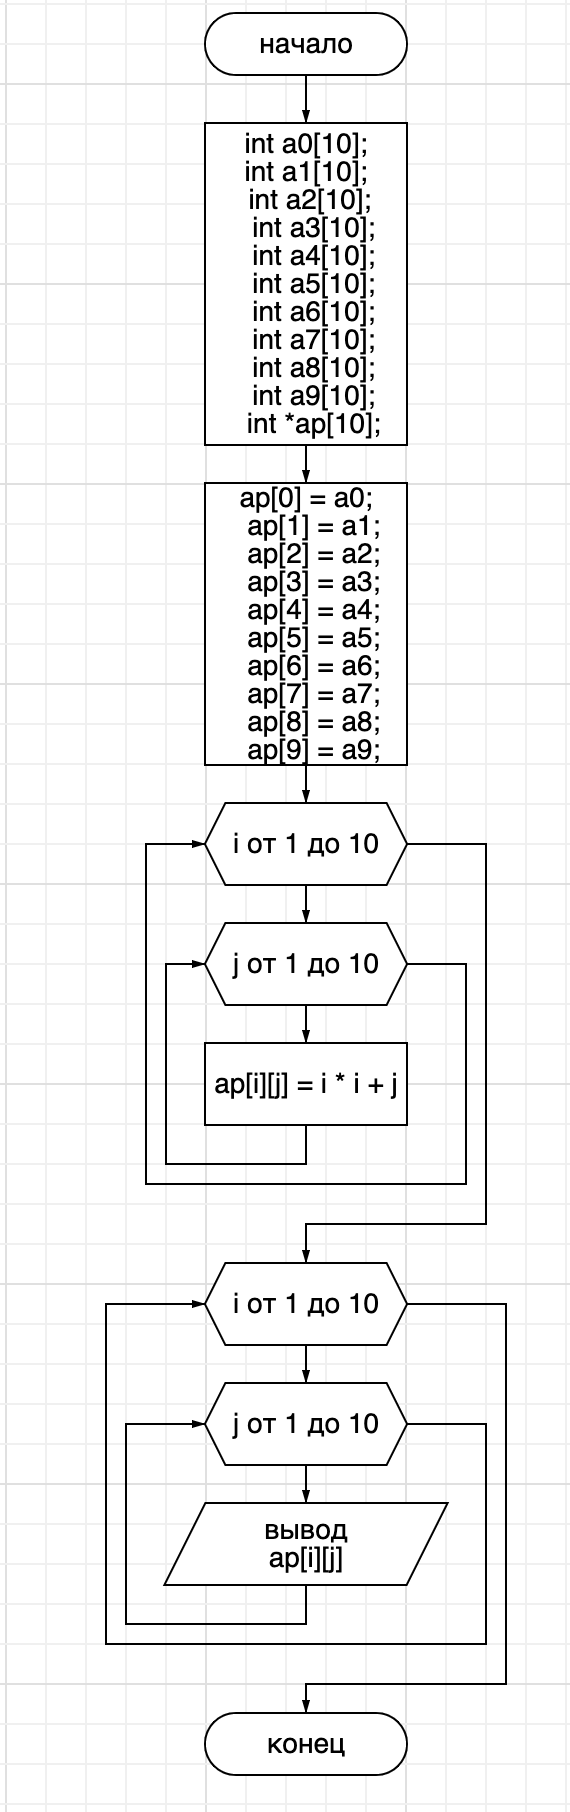 начало
int a0[10];
int a1[10];
int a2[10];
int a3[10];
int a4[10];
int a5[10];
int a6[10];
int a7[10];
int a8[10];
int a9[10];
int *ap[10];
ap[0] = a0;
ap[1] = a1;
ap[2] = a2;
ap[3] = a3;
ap[4] = a4;
ap[5] = a5;
ap[6] = a6;
ap[7] = a7;
ap[8] = a8;
ap[9] = a9;
i от 1 до 10
j от 1 до 10
ap[i][j] = i * i + j
i от 1 до 10
j от 1 до 10
вывод
ap[i][j]
конец